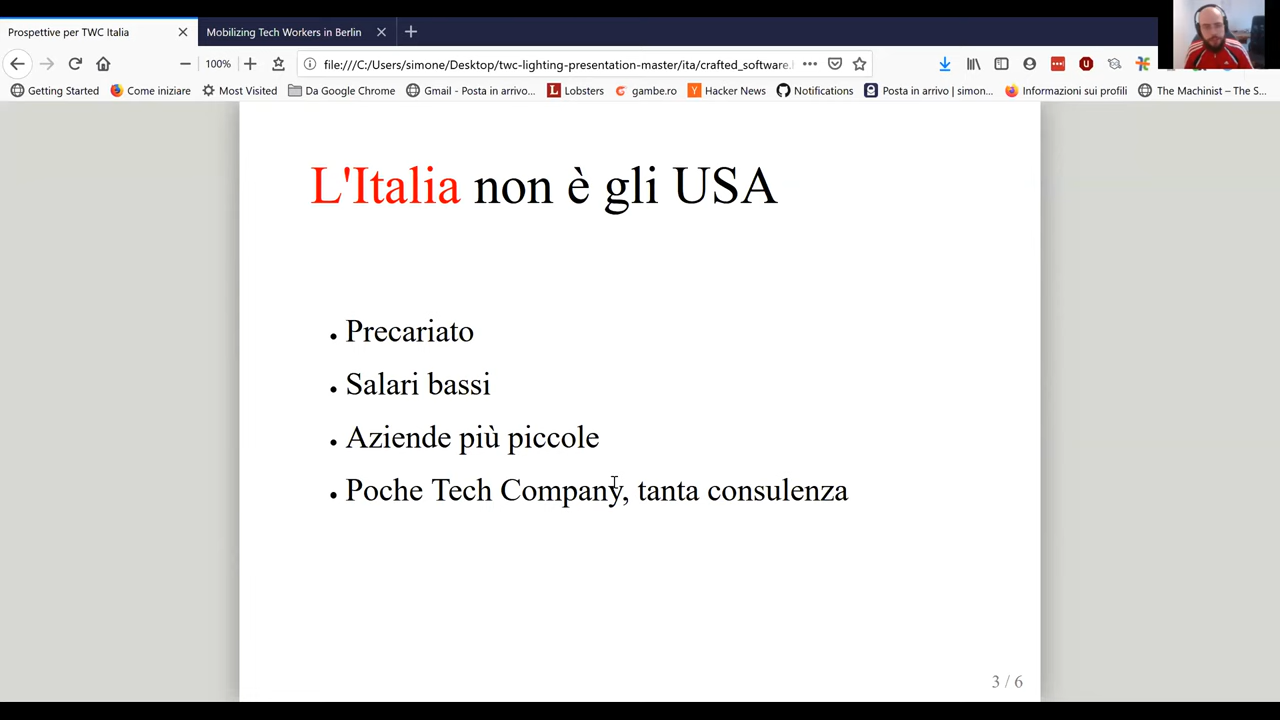 Prospettive per TWC Italia
Mobilizing Tech Workers in Berlin
100%
file:///C:/Users/simone/Desktop/twc-lighting-presentation-master/ita/crafted_software.
Getting Started
Come iniziare
Most Visited
Da Google Chrome
Gmail - Posta in arrivo...
Lobsters
gambe.ro
Hacker News
Notifications
Posta in arrivo | simon...
Informazioni sui profili
The Machinist – The S...
L'Italia non è gli USA
• Precariato
• Salari bassi
• Aziende più piccole
• Poche Tech Company, tanta consulenza
3 / 6